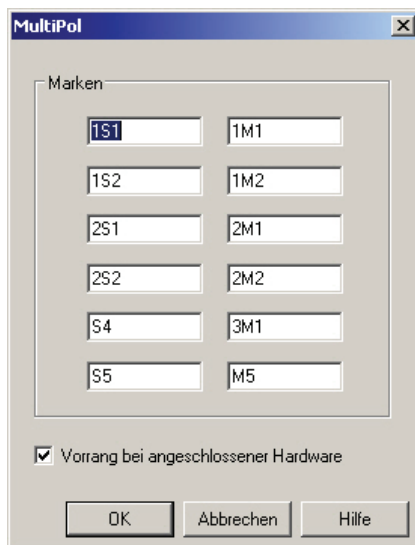 MultiPol
Marken
1S1 1M1
1S2 1M2
2S1 2M1
2S2 2M2
S4 3M1
S5 M5
Vorrang bei angeschlossener Hardware
OK Abbrechen Hilfe